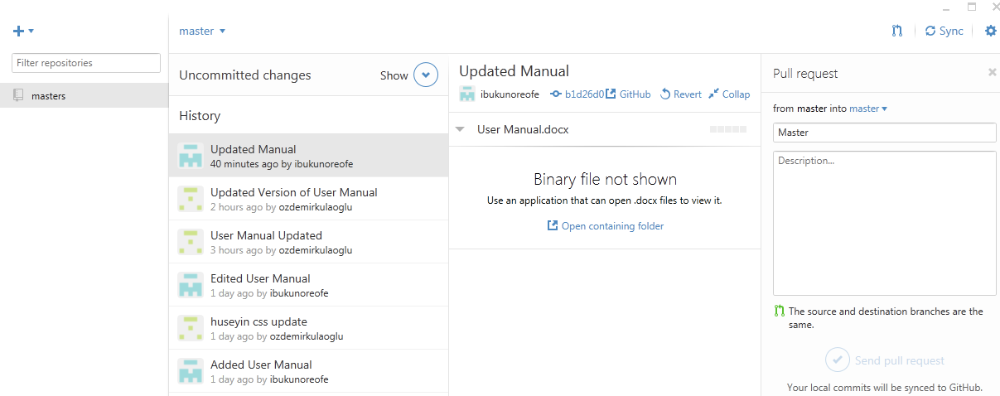 master
Sync
Filter repositories
masters
Uncommitted changes
Show
History
Updated Manual
40 minutes ago by ibukunoreofe
Updated Version of User Manual
2 hours ago by ozdemirkulaoglu
User Manual Updated
3 hours ago by ozdemirkulaoglu
Edited User Manual
1 day ago by ibukunoreofe
huseyin css update
1 day ago by ozdemirkulaoglu
Added User Manual
1 day ago by ibukunoreofe
Updated Manual
ibukunoreofe b1d26d0 GitHub Revert Collap
User Manual.docx
Binary file not shown
Use an application that can open .docx files to view it.
Open containing folder
Pull request
from master into master
Master
Description...
The source and destination branches are the
same.
Send pull request
Your local commits will be synced to GitHub.